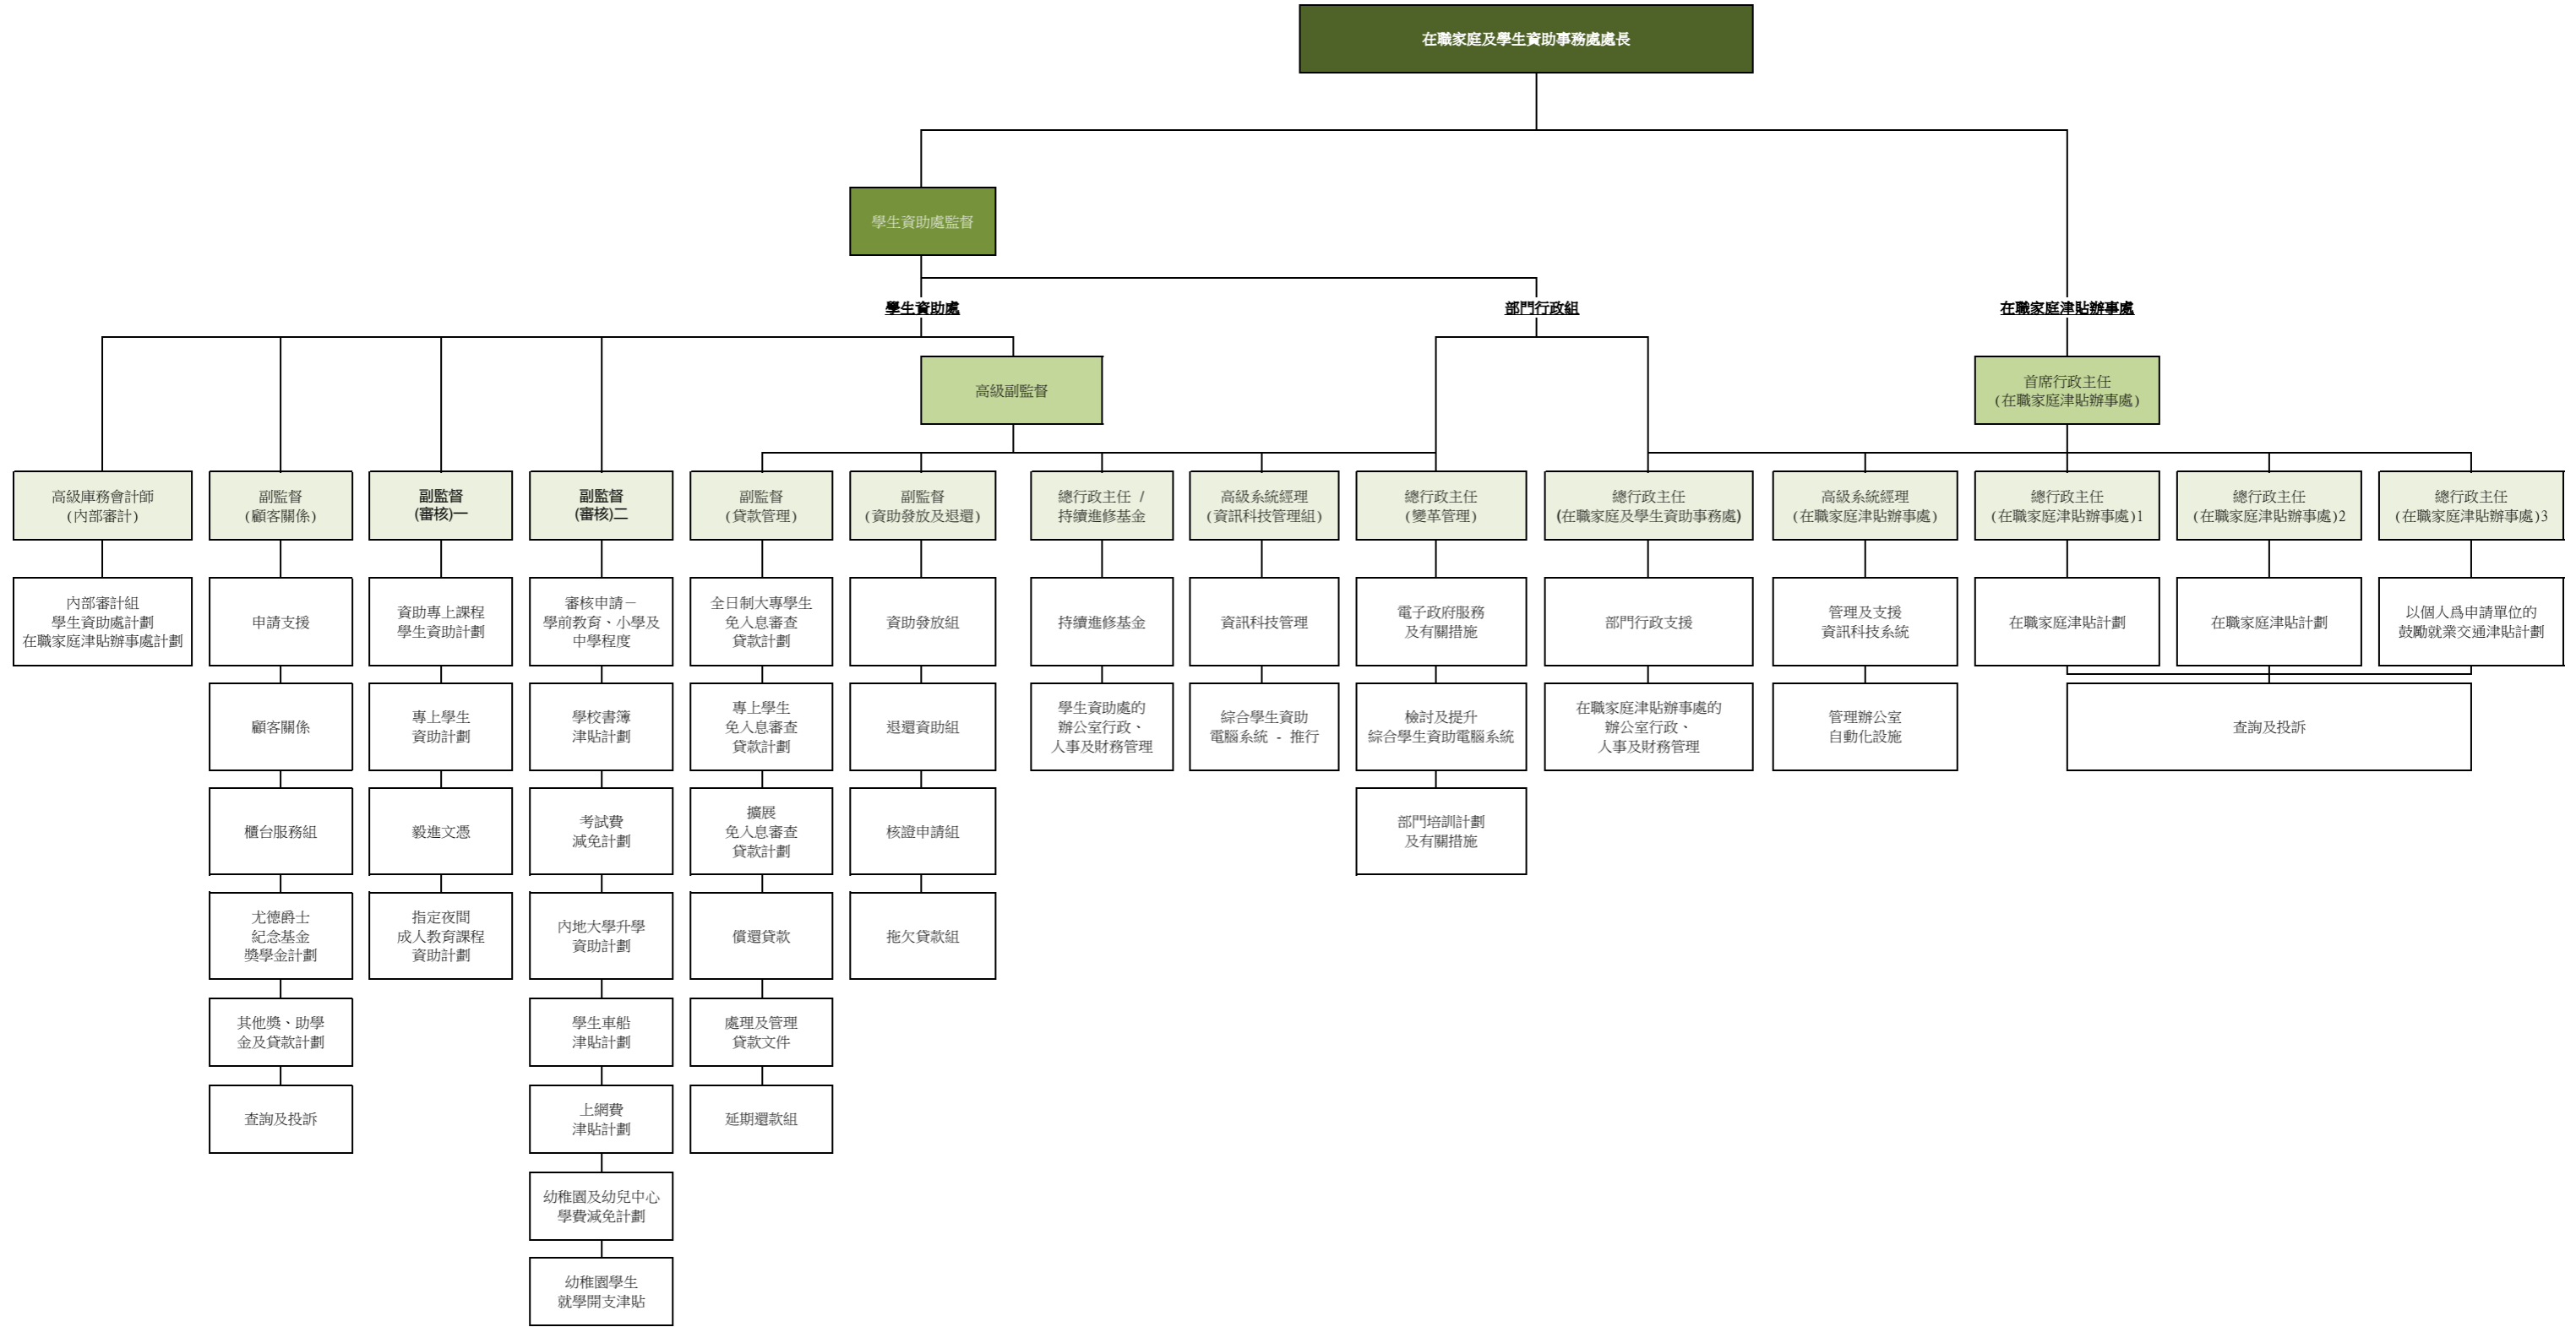 在職家庭及學生資助事務處處長
學生資助處監督
學生資助處
部門行政組
在職家庭津貼辦事處
高級副監督
首席行政主任
(在職家庭津貼辦事處)
高級庫務會計師
(內部審計)
副監督
(顧客關係)
副監督
(審核)一
副監督
(審核)二
副監督
(貸款管理)
副監督
(資助發放及退還)
總行政主任 /
持續進修基金
高級系統經理
(資訊科技管理組)
總行政主任
(變革管理)
總行政主任
(在職家庭及學生資助事務處)
高級系統經理
(在職家庭津貼辦事處)
總行政主任
(在職家庭津貼辦事處)1
總行政主任
(在職家庭津貼辦事處)2
總行政主任
(在職家庭津貼辦事處)3
內部審計組
學生資助處計劃
在職家庭津貼辦事處計劃
申請支援
資助專上課程
學生資助計劃
審核申請－
學前教育、小學及
中學程度
全日制大專學生
免入息審查
貸款計劃
資助發放組
持續進修基金
資訊科技管理
電子政府服務
及有關措施
部門行政支援
管理及支援
資訊科技系統
在職家庭津貼計劃
在職家庭津貼計劃
以個人爲申請單位的
鼓勵就業交通津貼計劃
顧客關係
專上學生
資助計劃
學校書簿
津貼計劃
專上學生
免入息審查
貸款計劃
退還資助組
學生資助處的
辦公室行政、
人事及財務管理
綜合學生資助
電腦系統 - 推行
檢討及提升
綜合學生資助電腦系統
在職家庭津貼辦事處的
辦公室行政、
人事及財務管理
管理辦公室
自動化設施
查詢及投訴
櫃台服務組
毅進文憑
考試費
減免計劃
擴展
免入息審查
貸款計劃
核證申請組
部門培訓計劃
及有關措施
尤德爵士
紀念基金
獎學金計劃
指定夜間
成人教育課程
資助計劃
內地大學升學
資助計劃
償還貸款
拖欠貸款組
其他獎、助學
金及貸款計劃
學生車船
津貼計劃
處理及管理
貸款文件
查詢及投訴
上網費
津貼計劃
延期還款組
幼稚園及幼兒中心
學費減免計劃
幼稚園學生
就學開支津貼